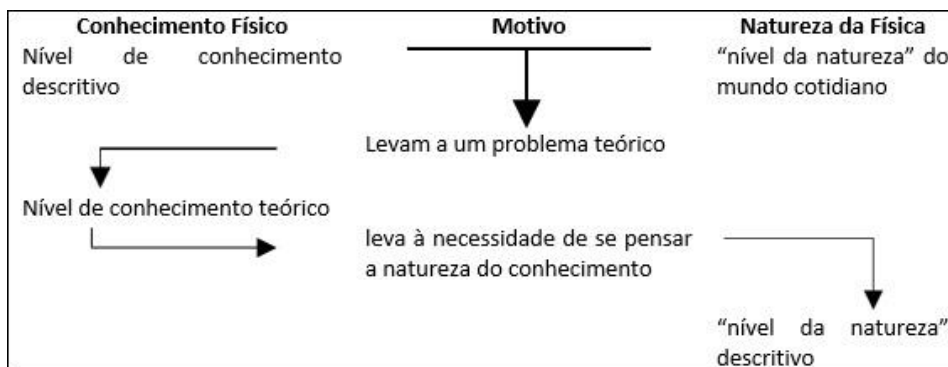 Conhecimento Físico
Motivo
Natureza da Física
Nível de conhecimento
descritivo
“nível da natureza” do
mundo cotidiano
Levam a um problema teórico
Nível de conhecimento teórico
leva à necessidade de se pensar
a natureza do conhecimento
“nível da natureza”
descritivo